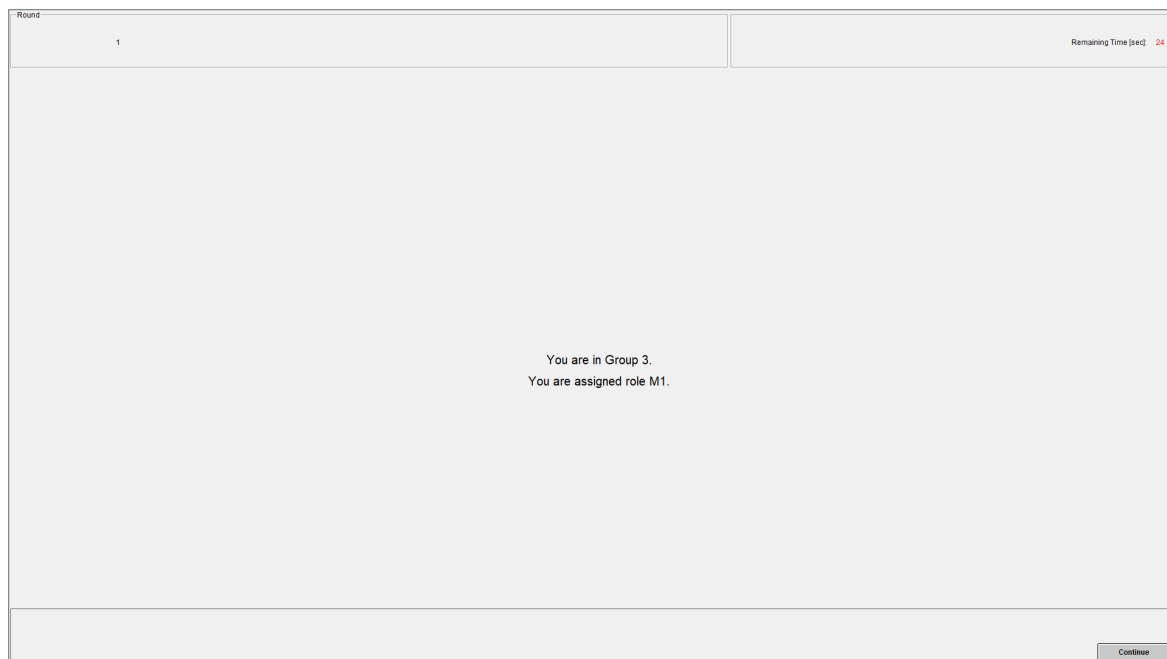 Round
1
Remaining Time [sec]: 24
You are in Group 3.
You are assigned role M1.
Continue